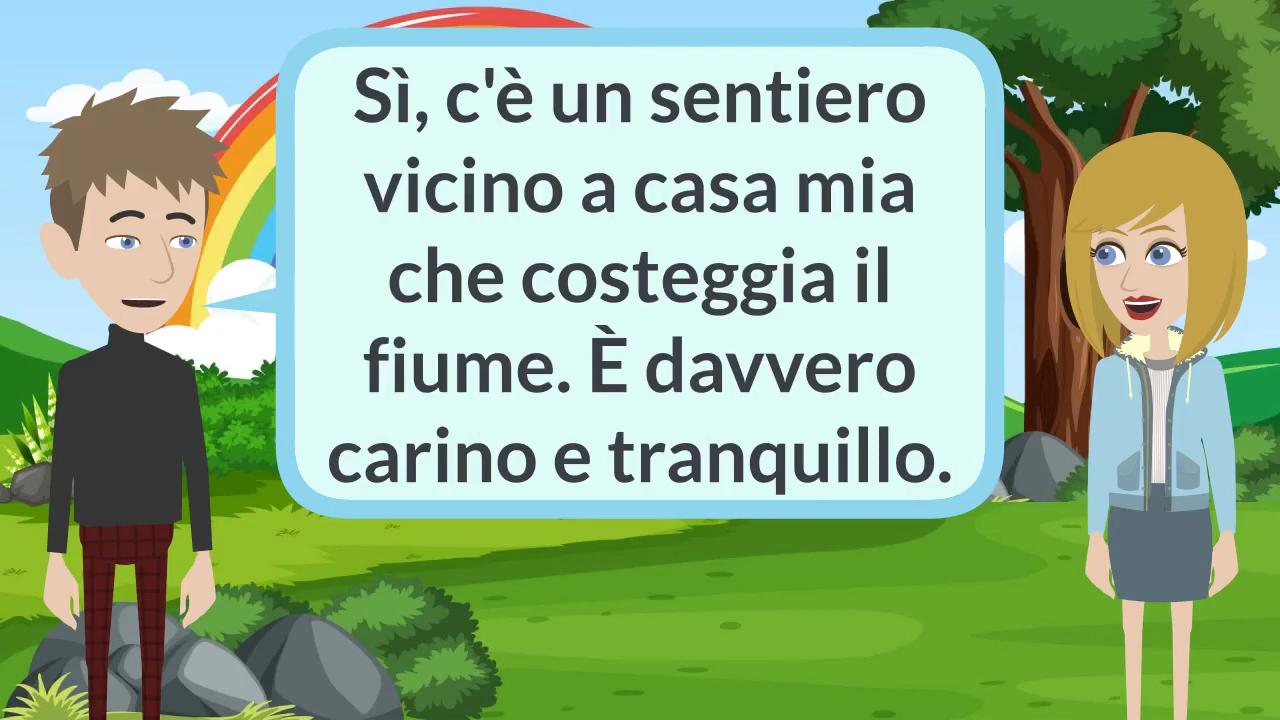 Sì, c'è un sentiero
vicino a casa mia
che costeggia il
fiume. È davvero
carino e tranquillo.